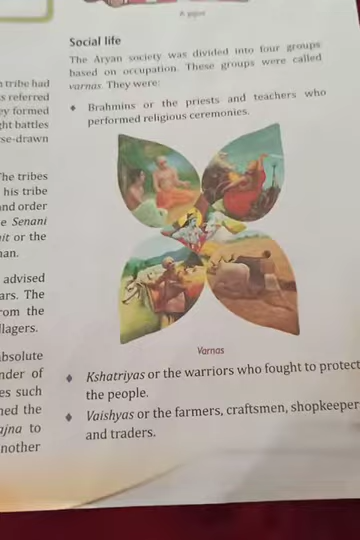 A yajna
Social life
The Aryan society was divided into four groups
based on occupation. These groups were called
varnas. They were:
♦ Brahmins or the priests and teachers who
performed religious ceremonies.
Varnas
♦ Kshatriyas or the warriors who fought to protect
the people.
♦ Vaishyas or the farmers, craftsmen, shopkeeper
and traders.
tribe had
s referred
ey formed
ght battles
se-drawn
The tribes
his tribe
and order
e Senani
it or the
an.
advised
ars. The
rom the
llagers.
absolute
nder of
es such
ned the
ajna to
nother